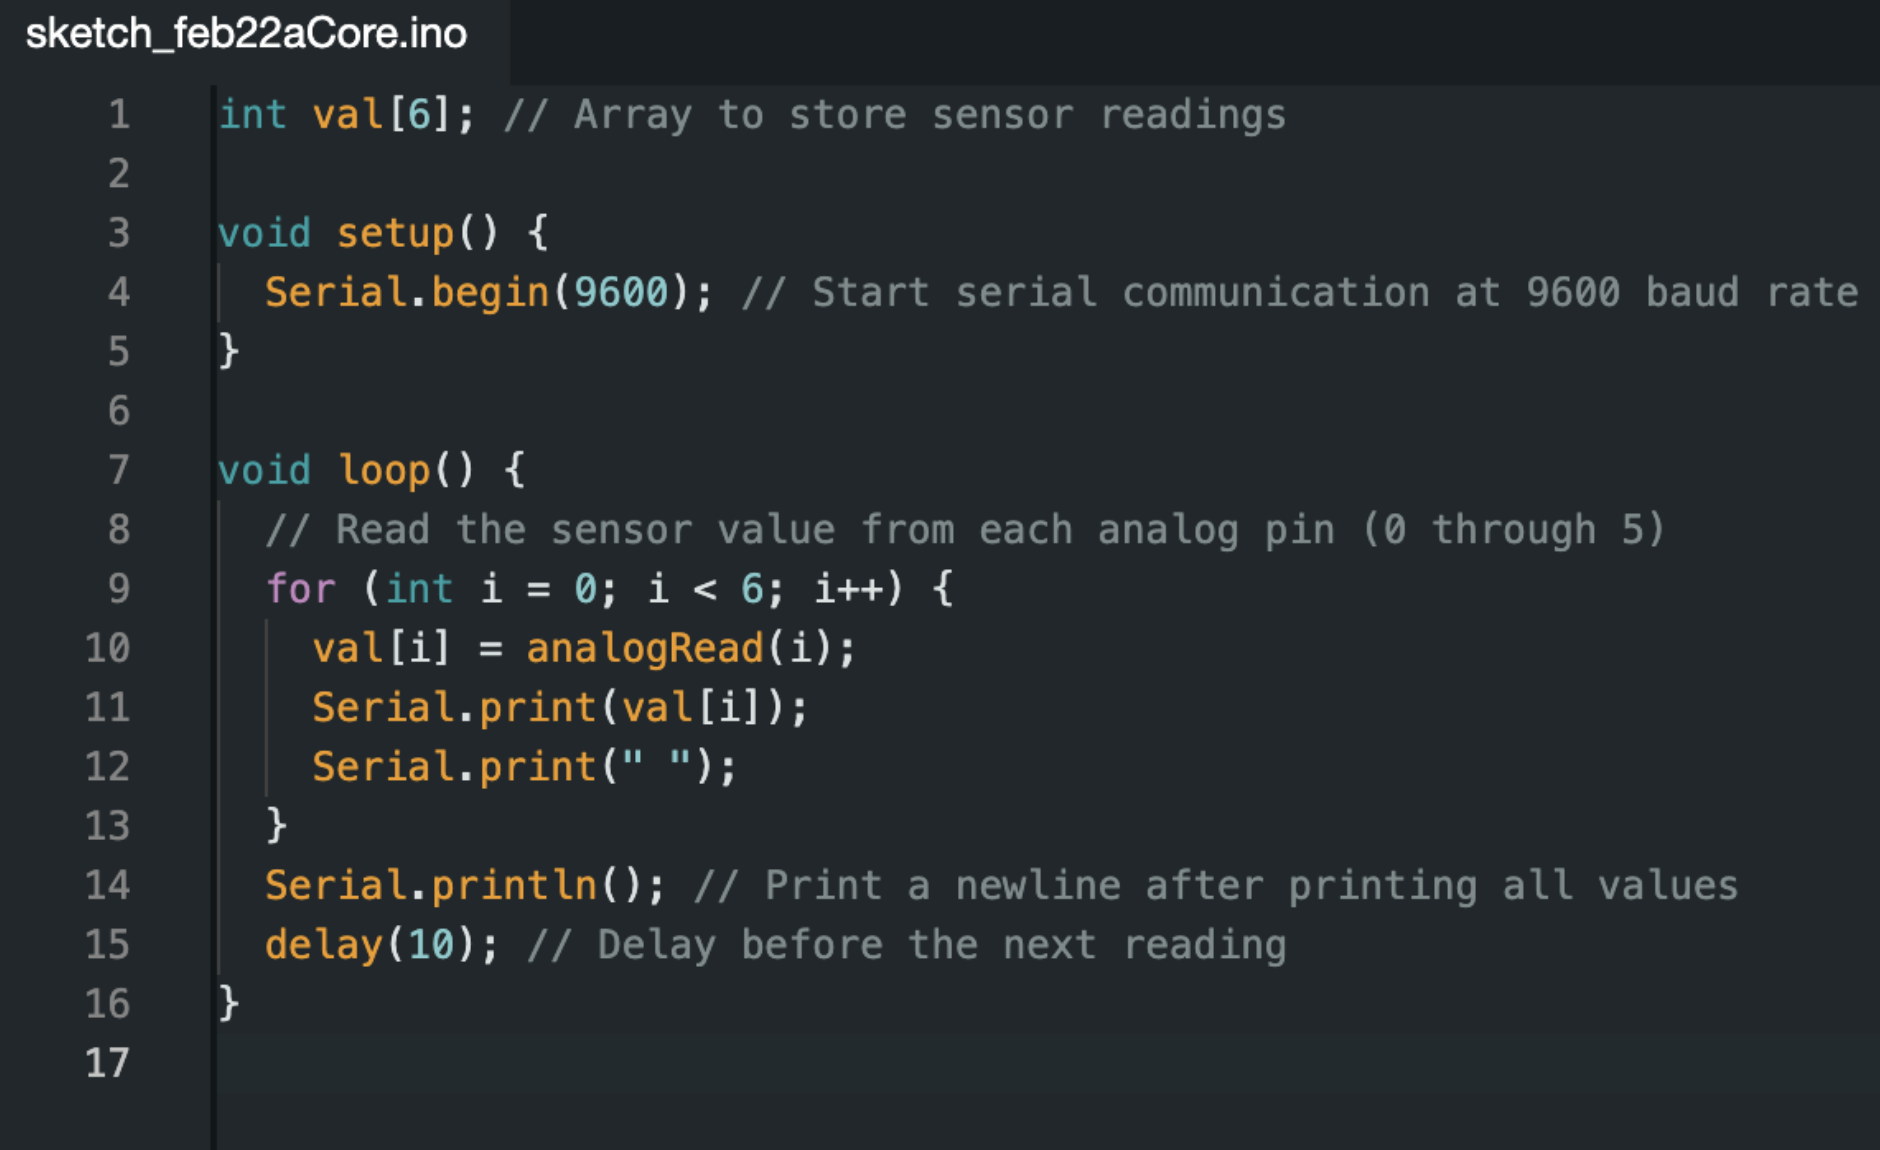 sketch_feb22aCore.ino
1 int val[6]; // Array to store sensor readings
2
3 void setup() {
4   Serial.begin(9600); // Start serial communication at 9600 baud rate
5 }
6
7 void loop() {
8   // Read the sensor value from each analog pin (0 through 5)
9   for (int i = 0; i < 6; i++) {
10     val[i] = analogRead(i);
11     Serial.print(val[i]);
12     Serial.print(" ");
13   }
14   Serial.println(); // Print a newline after printing all values
15   delay(10); // Delay before the next reading
16 }
17